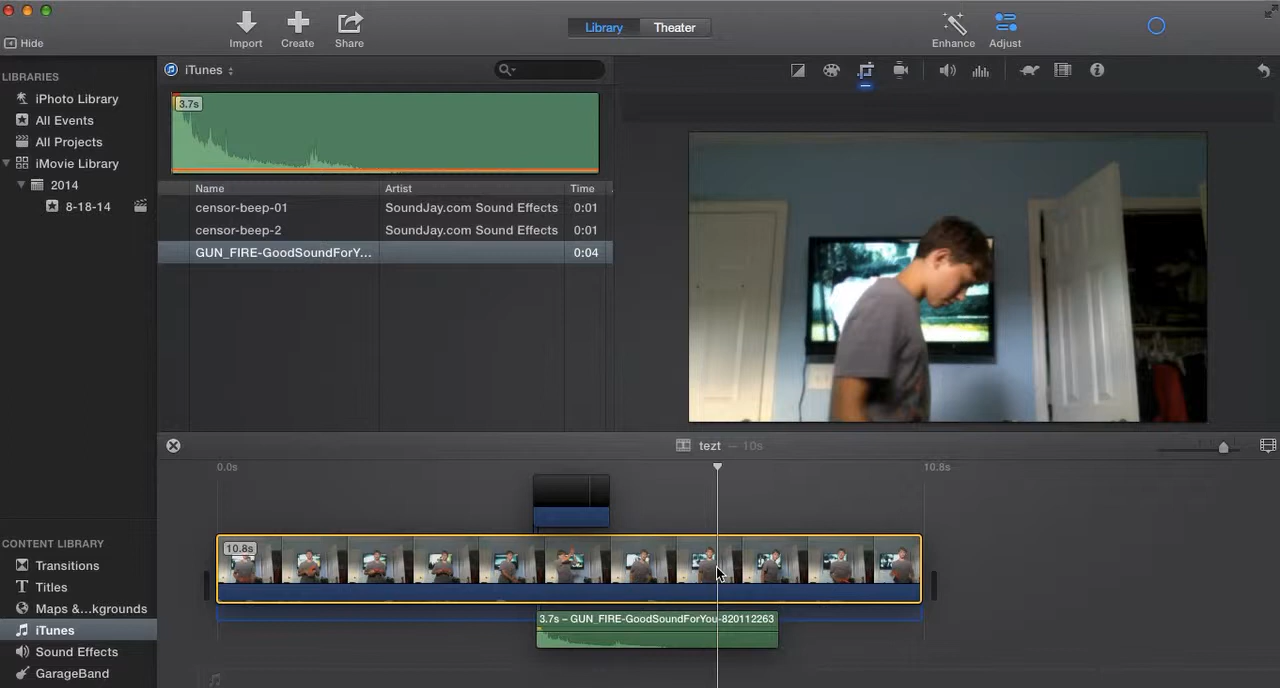 Library Theater
Import Create Share
Enhance Adjust
Hide
LIBRARIES
iPhoto Library
All Events
All Projects
iMovie Library
2014
8-18-14
iTunes
3.7s
Name Artist Time
censor-beep-01 SoundJay.com Sound Effects 0:01
censor-beep-2 SoundJay.com Sound Effects 0:01
GUN_FIRE-GoodSoundForY... 0:04
tezt – 10s
0.0s 10.8s
10.8s
3.7s – GUN_FIRE-GoodSoundForYou-820112263
CONTENT LIBRARY
Transitions
Titles
Maps &...kgrounds
iTunes
Sound Effects
GarageBand